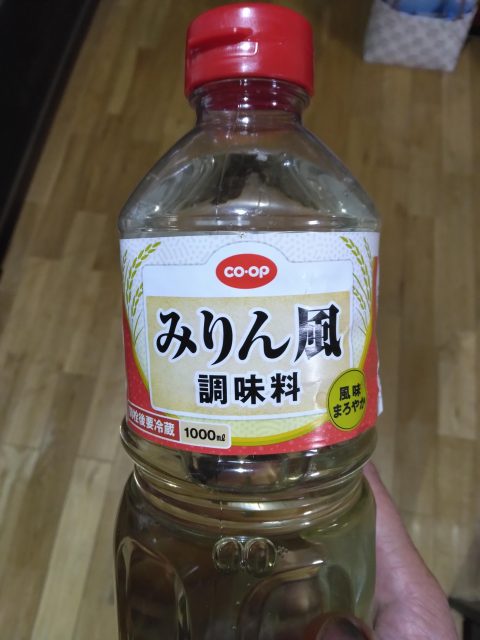 CO·OP
みりん風
調味料
風味
まろやか
開栓後要冷蔵
1000mℓ